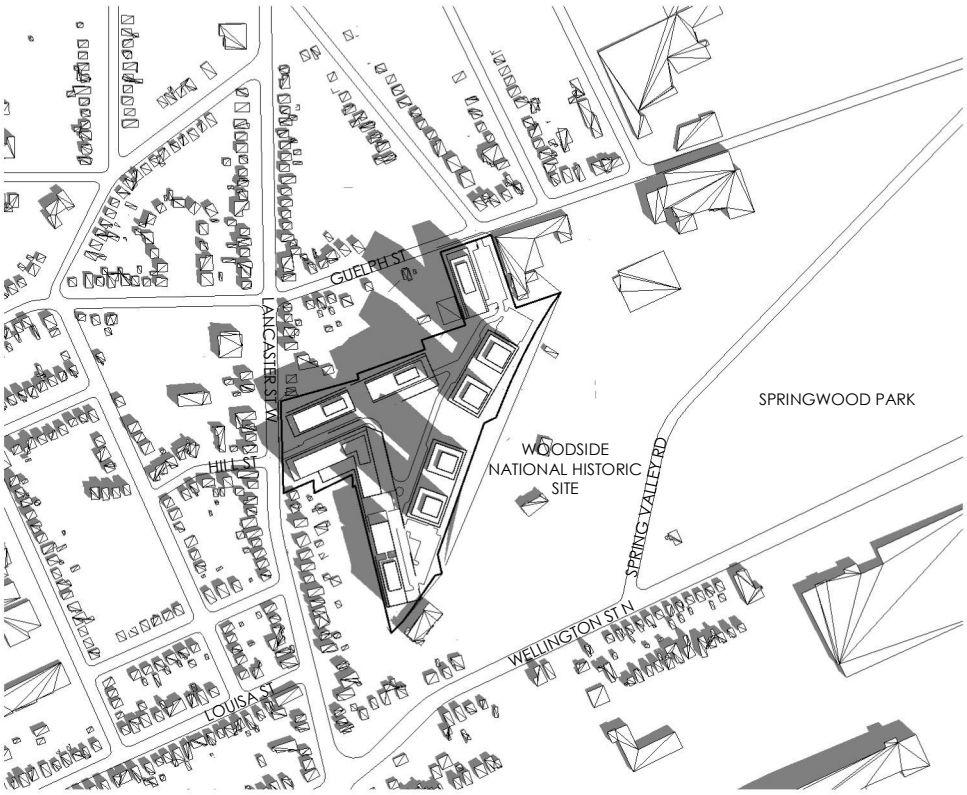 GUELPH ST
LANCASTER ST W
SPRINGWOOD PARK
WOODSIDE
NATIONAL HISTORIC
SITE
HILL ST
SPRING VALLEY RD
WELLINGTON ST N
LOUISA ST